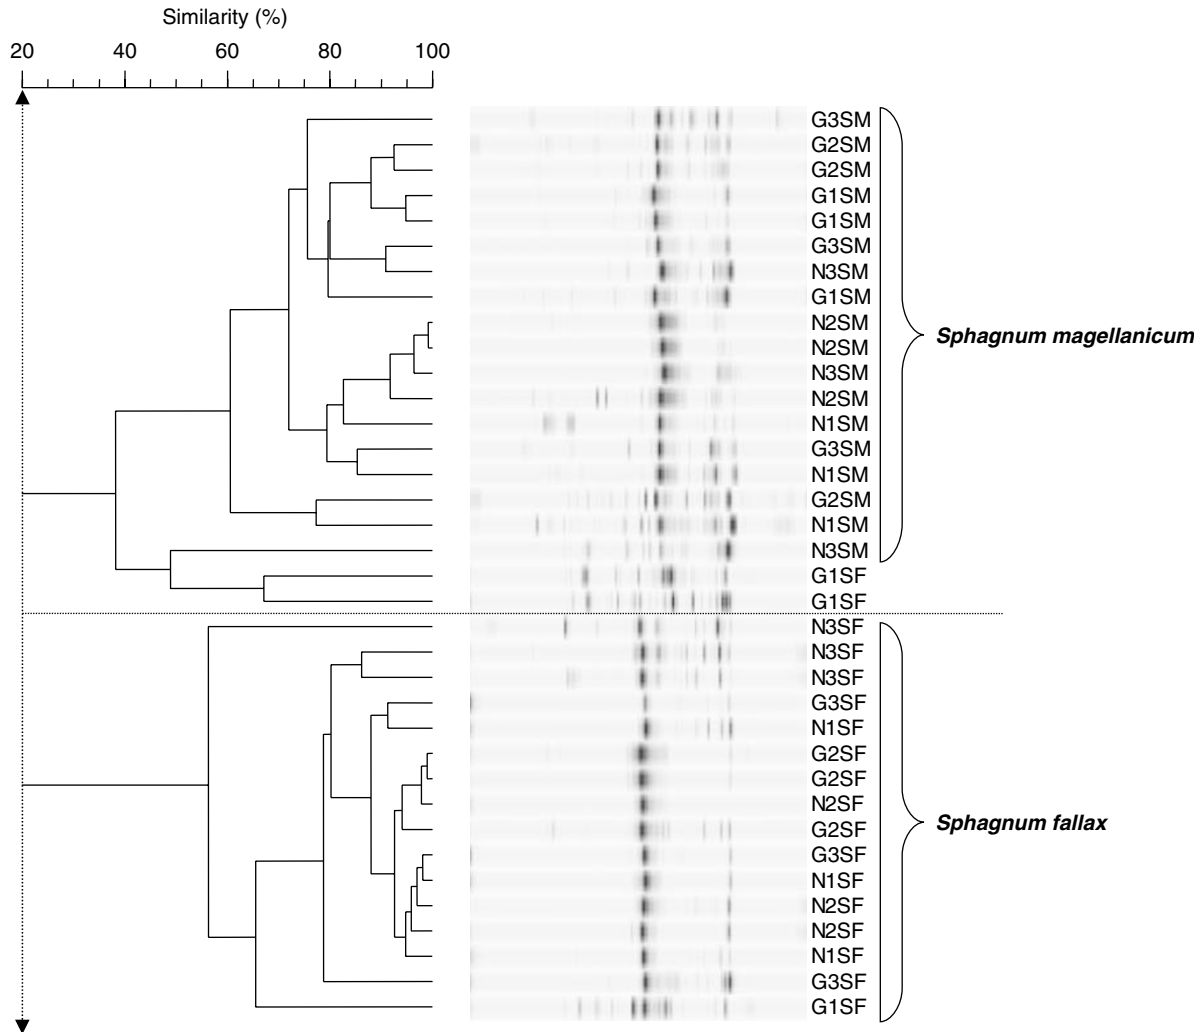 Similarity (%)
20 40 60 80 100
G3SM
G2SM
G2SM
G1SM
G1SM
G3SM
N3SM
G1SM
N2SM
Sphagnum magellanicum
N2SM
N3SM
N2SM
N1SM
G3SM
N1SM
G2SM
N1SM
N3SM
G1SF
G1SF
N3SF
N3SF
N3SF
G3SF
N1SF
G2SF
G2SF
N2SF
Sphagnum fallax
G2SF
G3SF
N1SF
N2SF
N2SF
N1SF
G3SF
G1SF